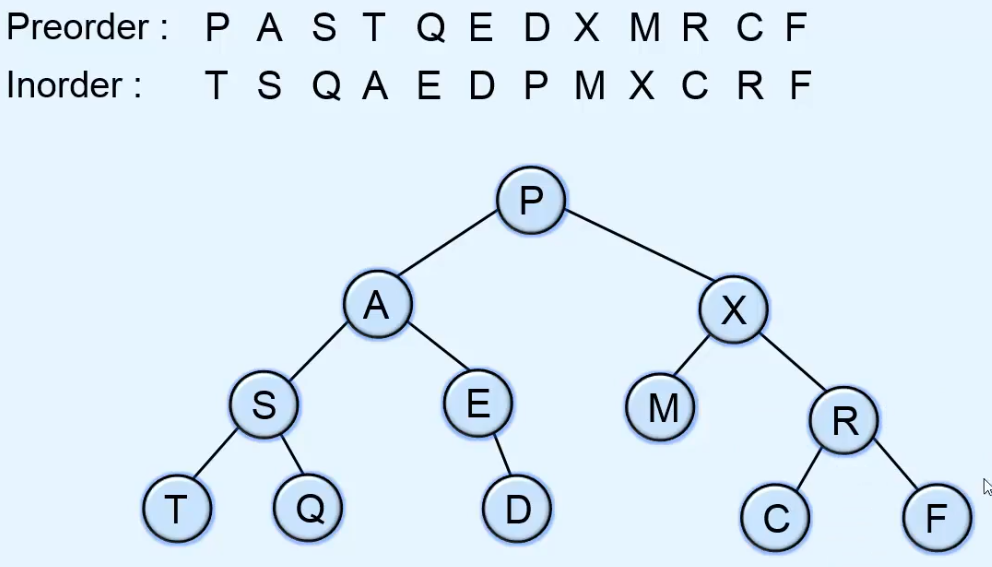 Preorder : P A S T Q E D X M R C F
Inorder : T S Q A E D P M X C R F
P
A X
S E M R
T Q D C F